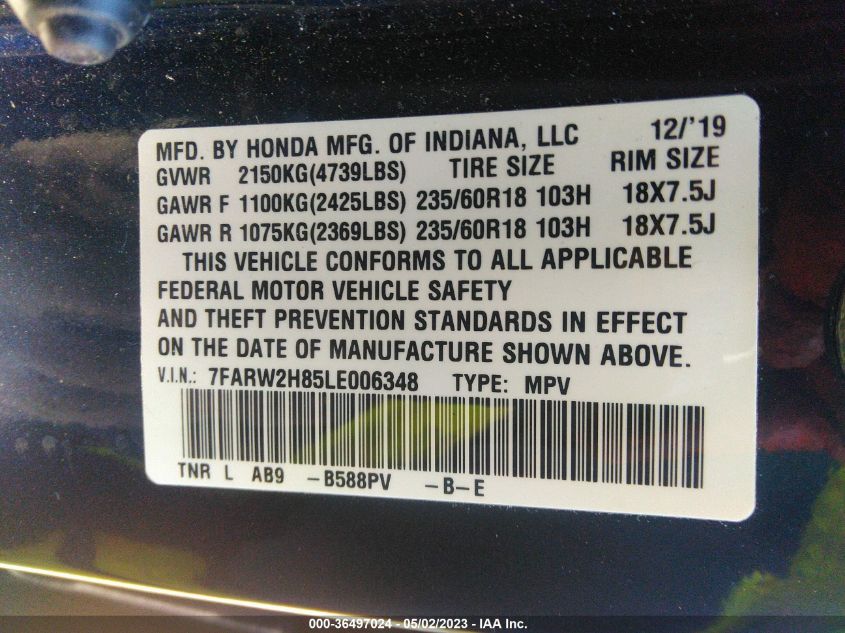 MFD. BY HONDA MFG. OF INDIANA, LLC 12/'19
GVWR 2150KG(4739LBS) TIRE SIZE RIM SIZE
GAWR F 1100KG(2425LBS) 235/60R18 103H 18X7.5J
GAWR R 1075KG(2369LBS) 235/60R18 103H 18X7.5J
THIS VEHICLE CONFORMS TO ALL APPLICABLE
FEDERAL MOTOR VEHICLE SAFETY
AND THEFT PREVENTION STANDARDS IN EFFECT
ON THE DATE OF MANUFACTURE SHOWN ABOVE.
V.I.N.: 7FARW2H85LE006348 TYPE: MPV
TNR L AB9 -B588PV -B-E
000-36497024 - 05/02/2023 - IAA Inc.